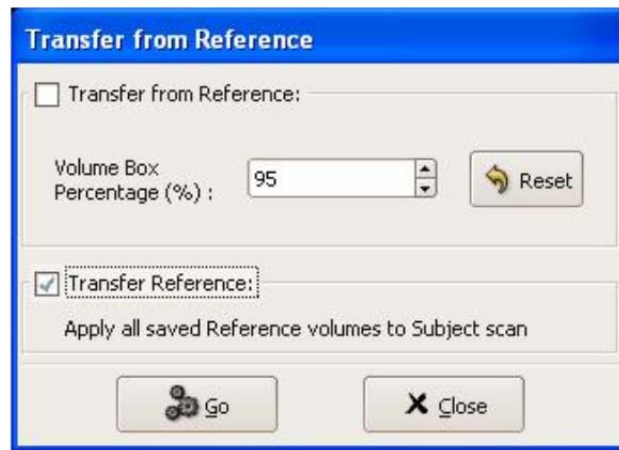 Transfer from Reference
Transfer from Reference:
Volume Box
Percentage (%) :
95
Reset
Transfer Reference:
Apply all saved Reference volumes to Subject scan
Go
Close